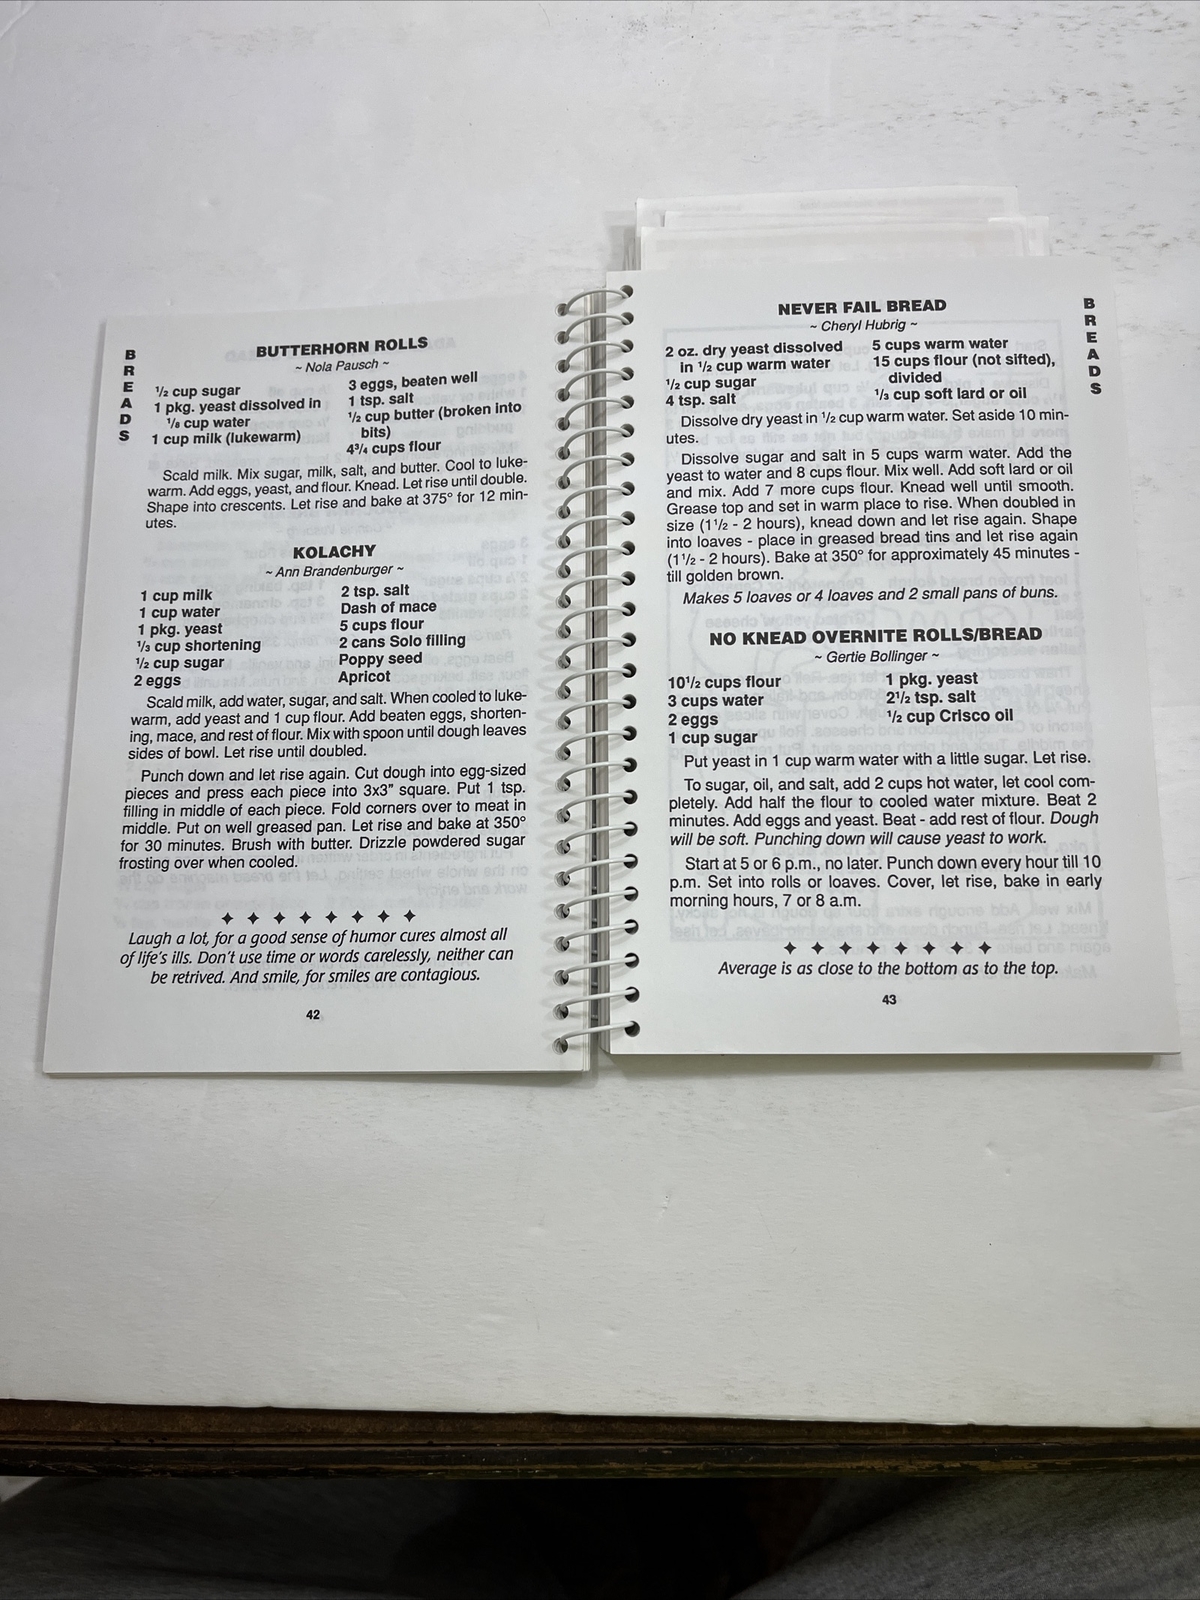 B
R
E
A
D
S
BUTTERHORN ROLLS
~ Nola Pausch ~
1/2 cup sugar
1 pkg. yeast dissolved in
1/8 cup water
1 cup milk (lukewarm)
3 eggs, beaten well
1 tsp. salt
1/2 cup butter (broken into
bits)
4 3/4 cups flour
Scald milk. Mix sugar, milk, salt, and butter. Cool to luke-
warm. Add eggs, yeast, and flour. Knead. Let rise until double.
Shape into crescents. Let rise and bake at 375° for 12 min-
utes.
KOLACHY
~ Ann Brandenburger ~
1 cup milk
1 cup water
1 pkg. yeast
1/3 cup shortening
1/2 cup sugar
2 eggs
2 tsp. salt
Dash of mace
5 cups flour
2 cans Solo filling
Poppy seed
Apricot
Scald milk, add water, sugar, and salt. When cooled to luke-
warm, add yeast and 1 cup flour. Add beaten eggs, shorten-
ing, mace, and rest of flour. Mix with spoon until dough leaves
sides of bowl. Let rise until doubled.
Punch down and let rise again. Cut dough into egg-sized
pieces and press each piece into 3x3" square. Put 1 tsp.
filling in middle of each piece. Fold corners over to meat in
middle. Put on well greased pan. Let rise and bake at 350°
for 30 minutes. Brush with butter. Drizzle powdered sugar
frosting over when cooled.
✦ ✦ ✦ ✦ ✦ ✦ ✦ ✦
Laugh a lot, for a good sense of humor cures almost all
of life's ills. Don't use time or words carelessly, neither can
be retrived. And smile, for smiles are contagious.
42
B
R
E
A
D
S
NEVER FAIL BREAD
~ Cheryl Hubrig ~
2 oz. dry yeast dissolved
in 1/2 cup warm water
1/2 cup sugar
4 tsp. salt
5 cups warm water
15 cups flour (not sifted),
divided
1/3 cup soft lard or oil
Dissolve dry yeast in 1/2 cup warm water. Set aside 10 min-
utes.
Dissolve sugar and salt in 5 cups warm water. Add the
yeast to water and 8 cups flour. Mix well. Add soft lard or oil
and mix. Add 7 more cups flour. Knead well until smooth.
Grease top and set in warm place to rise. When doubled in
size (1 1/2 - 2 hours), knead down and let rise again. Shape
into loaves - place in greased bread tins and let rise again
(1 1/2 - 2 hours). Bake at 350° for approximately 45 minutes -
till golden brown.
Makes 5 loaves or 4 loaves and 2 small pans of buns.
NO KNEAD OVERNITE ROLLS/BREAD
~ Gertie Bollinger ~
10 1/2 cups flour
3 cups water
2 eggs
1 cup sugar
1 pkg. yeast
2 1/2 tsp. salt
1/2 cup Crisco oil
Put yeast in 1 cup warm water with a little sugar. Let rise.
To sugar, oil, and salt, add 2 cups hot water, let cool com-
pletely. Add half the flour to cooled water mixture. Beat 2
minutes. Add eggs and yeast. Beat - add rest of flour. Dough
will be soft. Punching down will cause yeast to work.
Start at 5 or 6 p.m., no later. Punch down every hour till 10
p.m. Set into rolls or loaves. Cover, let rise, bake in early
morning hours, 7 or 8 a.m.
✦ ✦ ✦ ✦ ✦ ✦ ✦ ✦
Average is as close to the bottom as to the top.
43